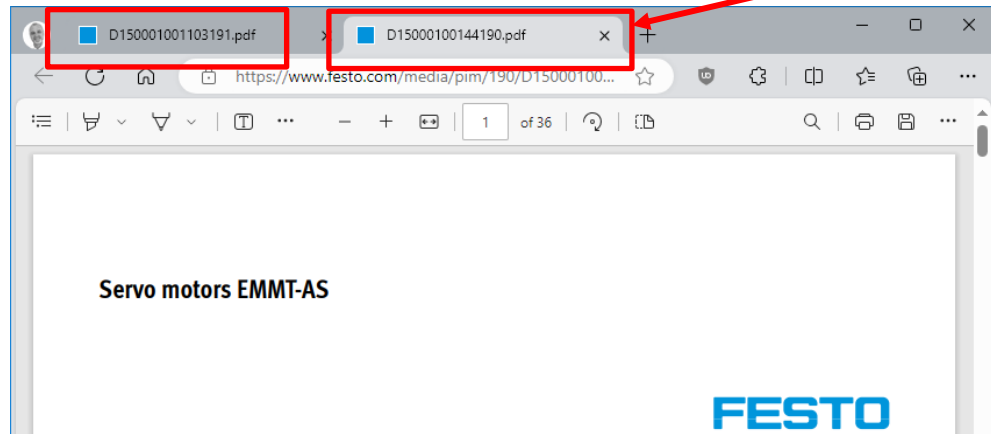 D150001001103191.pdf
D15000100144190.pdf
https://www.festo.com/media/pim/190/D15000100...
1 of 36
Servo motors EMMT-AS
FESTO